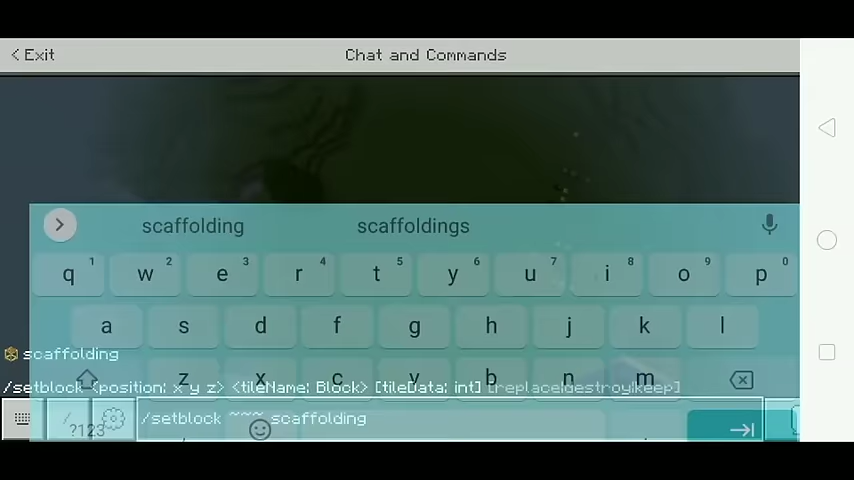 < Exit
Chat and Commands
scaffolding scaffoldings
q 1 w 2 e 3 r 4 t 5 y 6 u 7 i 8 o 9 p 0
a s d f g h j k l
scaffolding
z x c v b n m
/setblock <position: x y z> <tileName: Block> [tileData: int] [replace|destroy|keep]
/setblock ~~~ scaffolding
?123